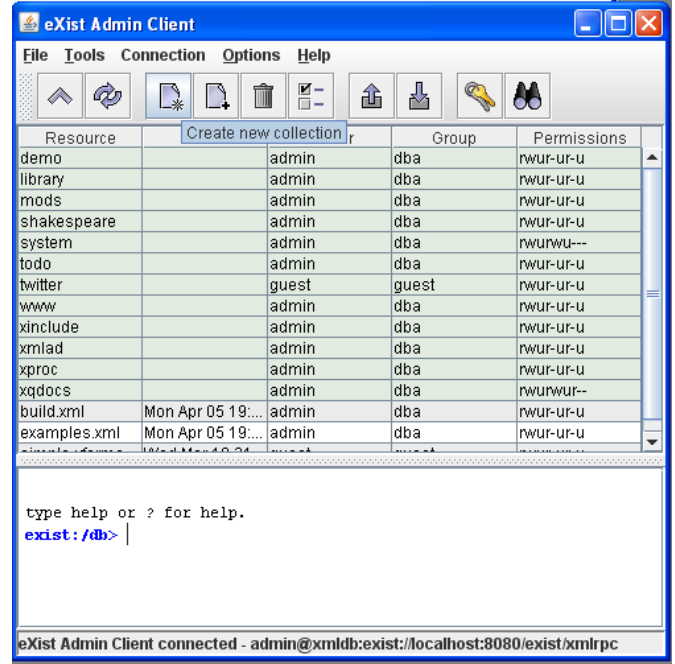 eXist Admin Client
File Tools Connection Options Help
Create new collection
Resource r Group Permissions
demo admin dba rwur-ur-u
library admin dba rwur-ur-u
mods admin dba rwur-ur-u
shakespeare admin dba rwur-ur-u
system admin dba rwurwu---
todo admin dba rwur-ur-u
twitter guest guest rwur-ur-u
www admin dba rwur-ur-u
xinclude admin dba rwur-ur-u
xmlad admin dba rwur-ur-u
xproc admin dba rwur-ur-u
xqdocs admin dba rwurwur--
build.xml Mon Apr 05 19:... admin dba rwur-ur-u
examples.xml Mon Apr 05 19:... admin dba rwur-ur-u
type help or ? for help.
exist:/db>
eXist Admin Client connected - admin@xmldb:exist://localhost:8080/exist/xmlrpc